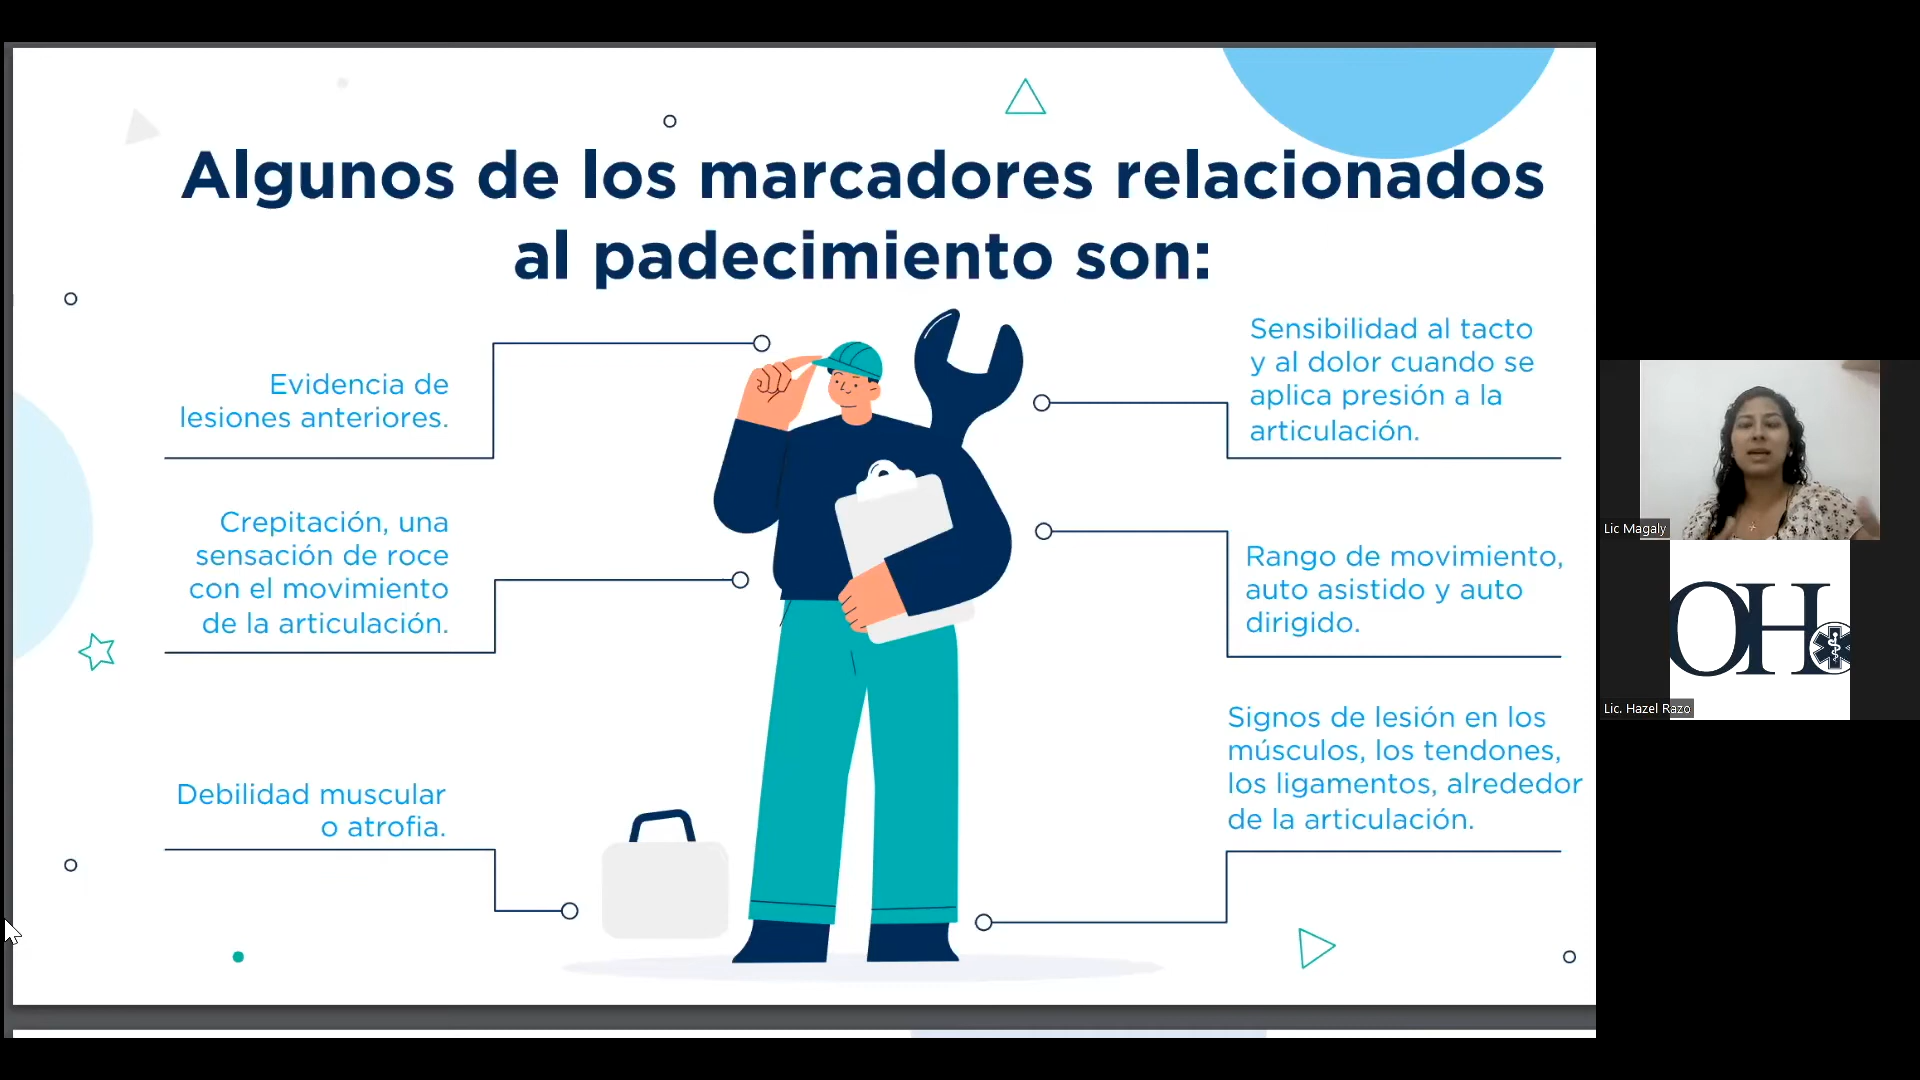 Algunos de los marcadores relacionados
al padecimiento son:
Evidencia de
lesiones anteriores.
Crepitación, una
sensación de roce
con el movimiento
de la articulación.
Debilidad muscular
o atrofia.
Sensibilidad al tacto
y al dolor cuando se
aplica presión a la
articulación.
Rango de movimiento,
auto asistido y auto
dirigido.
Signos de lesión en los
músculos, los tendones,
los ligamentos, alrededor
de la articulación.
Lic Magaly
OH
Lic. Hazel Razo